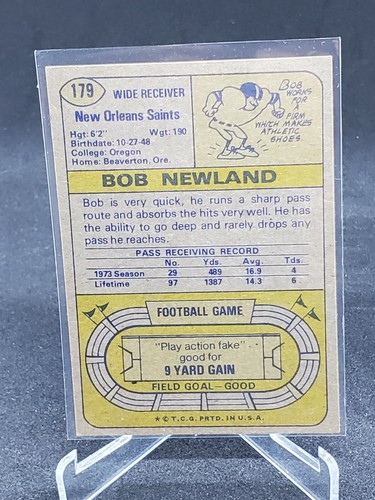 179
WIDE RECEIVER
New Orleans Saints
Hgt: 6'2" Wgt: 190
Birthdate: 10-27-48
College: Oregon
Home: Beaverton, Ore.
BOB
WORKS
FOR
A FIRM
WHICH MAKES
ATHLETIC
SHOES.
BOB NEWLAND
Bob is very quick, he runs a sharp pass
route and absorbs the hits very well. He has
the ability to go deep and rarely drops any
pass he reaches.
PASS RECEIVING RECORD
No. Yds. Avg. Tds.
1973 Season 29 489 16.9 4
Lifetime 97 1387 14.3 6
FOOTBALL GAME
"Play action fake" . .
good for
9 YARD GAIN
FIELD GOAL—GOOD
* © T.C.G. PRTD. IN U.S.A.